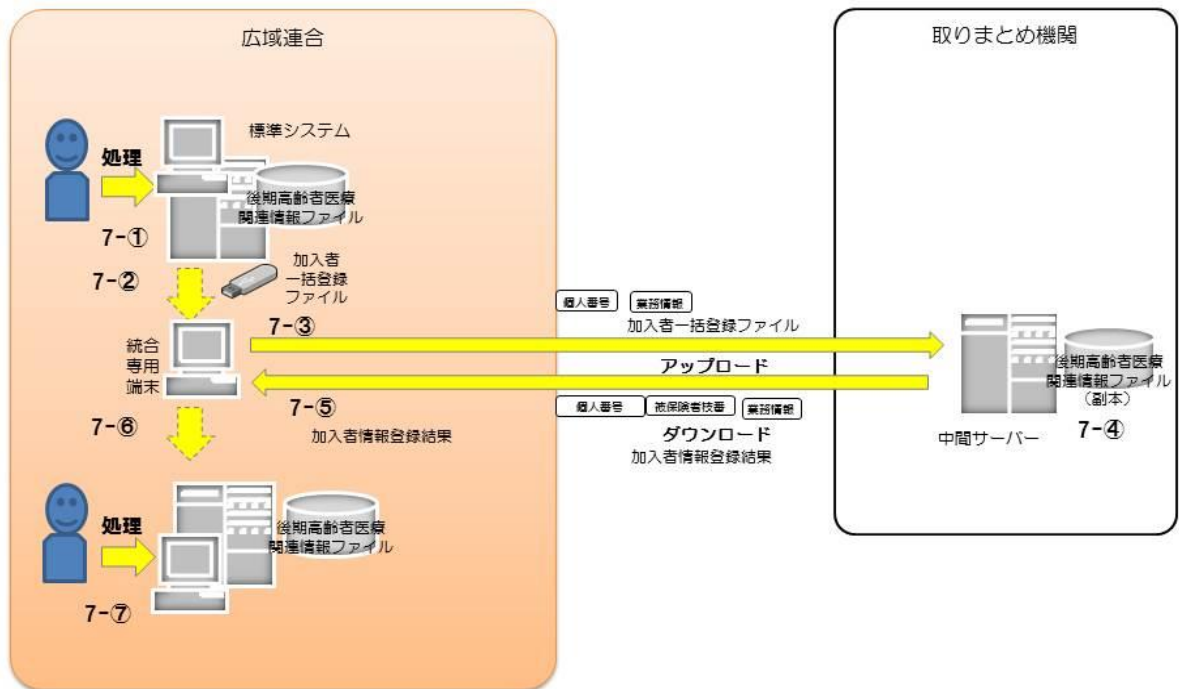 広域連合
取りまとめ機関
標準システム
処理
後期高齢者医療
関連情報ファイル
7-①
7-②
加入者
一括登録
ファイル
7-③
統合
専用
端末
個人番号
業務情報
加入者一括登録ファイル
アップロード
後期高齢者医療
関連情報ファイル
(副本)
中間サーバー
7-④
7-⑤
加入者情報登録結果
個人番号
被保険者枝番
業務情報
ダウンロード
加入者情報登録結果
7-⑥
処理
後期高齢者医療
関連情報ファイル
7-⑦